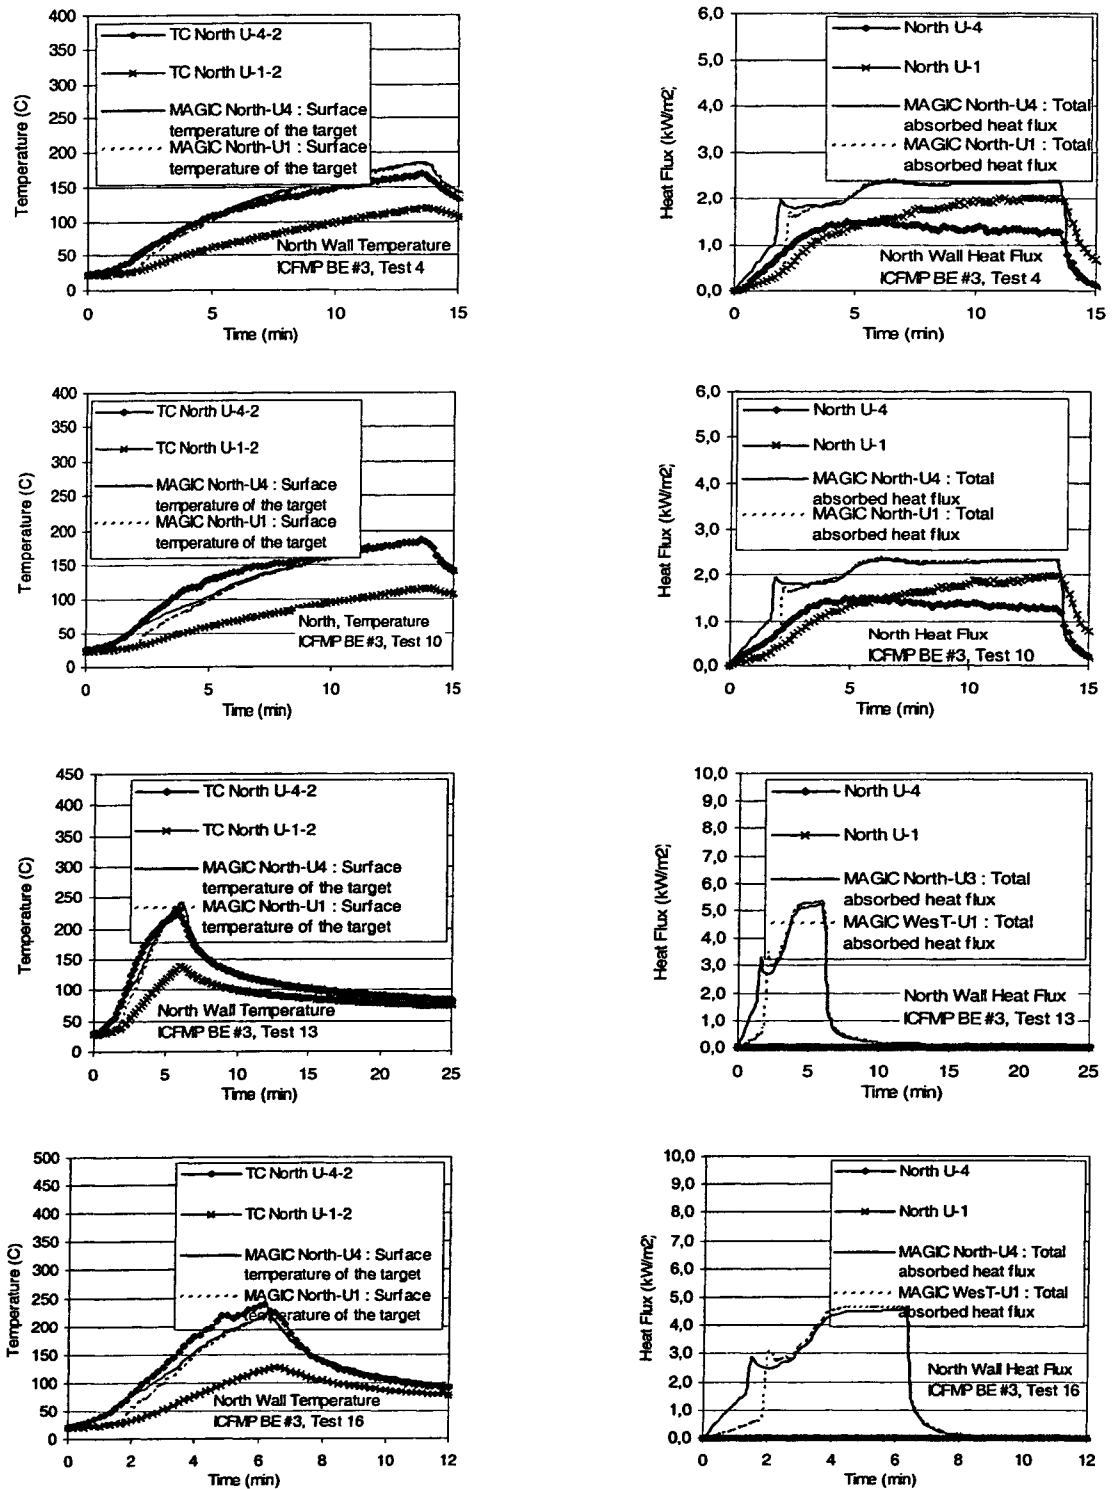 400
350
300
250
200
150
100
50
0
Temperature (C)
TC North U-4-2
TC North U-1-2
MAGIC North-U4 : Surface
temperature of the target
MAGIC North-U1 : Surface
temperature of the target
North Wall Temperature
ICFMP BE #3, Test 4
0 5 10 15
Time (min)
6,0
5,0
4,0
3,0
2,0
1,0
0,0
Heat Flux (kW/m2;
North U-4
North U-1
MAGIC North-U4 : Total
absorbed heat flux
MAGIC North-U1 : Total
absorbed heat flux
North Wall Heat Flux
ICFMP BE #3, Test 4
0 5 10 15
Time (min)
400
350
300
250
200
150
100
50
0
Temperature (C)
TC North U-4-2
TC North U-1-2
MAGIC North-U4 : Surface
temperature of the target
MAGIC North-U1 : Surface
temperature of the target
North, Temperature
ICFMP BE #3, Test 10
0 5 10 15
Time (min)
6,0
5,0
4,0
3,0
2,0
1,0
0,0
Heat Flux (kW/m2;
North U-4
North U-1
MAGIC North-U4 : Total
absorbed heat flux
MAGIC North-U1 : Total
absorbed heat flux
North Heat Flux
ICFMP BE #3, Test 10
0 5 10 15
Time (min)
450
400
350
300
250
200
150
100
50
0
Temperature (C)
TC North U-4-2
TC North U-1-2
MAGIC North-U4 : Surface
temperature of the target
MAGIC North-U1 : Surface
temperature of the target
North Wall Temperature
ICFMP BE #3, Test 13
0 5 10 15 20 25
Time (min)
10,0
9,0
8,0
7,0
6,0
5,0
4,0
3,0
2,0
1,0
0,0
Heat Flux (kW/m2;
North U-4
North U-1
MAGIC North-U3 : Total
absorbed heat flux
MAGIC WesT-U1 : Total
absorbed heat flux
North Wall Heat Flux
ICFMP BE #3, Test 13
0 5 10 15 20 25
Time (min)
500
450
400
350
300
250
200
150
100
50
0
Temperature (C)
TC North U-4-2
TC North U-1-2
MAGIC North-U4 : Surface
temperature of the target
MAGIC North-U1 : Surface
temperature of the target
North Wall Temperature
ICFMP BE #3, Test 16
0 2 4 6 8 10 12
Time (min)
10,0
9,0
8,0
7,0
6,0
5,0
4,0
3,0
2,0
1,0
0,0
Heat Flux (kW/m2;
North U-4
North U-1
MAGIC North-U4 : Total
absorbed heat flux
MAGIC WesT-U1 : Total
absorbed heat flux
North Wall Heat Flux
ICFMP BE #3, Test 16
0 2 4 6 8 10 12
Time (min)